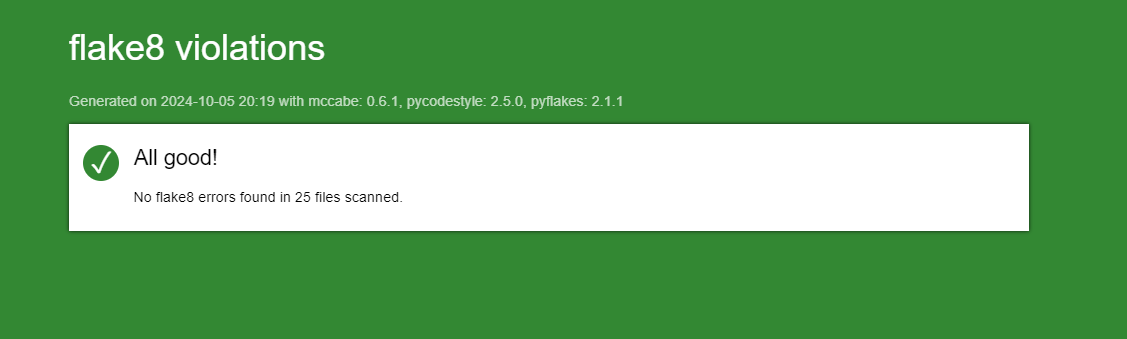 flake8 violations
Generated on 2024-10-05 20:19 with mccabe: 0.6.1, pycodestyle: 2.5.0, pyflakes: 2.1.1
All good!
No flake8 errors found in 25 files scanned.